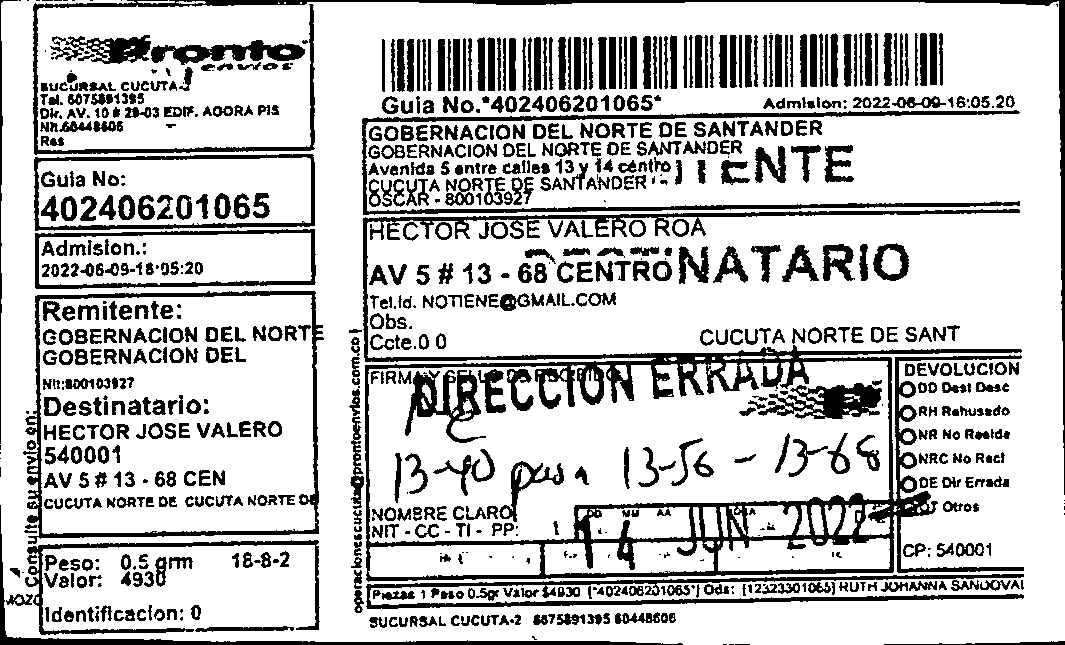 Pronto
envíos
SUCURSAL CUCUTA-2
Tel. 6075891395
Dir. AV. 10 # 29-03 EDIF. AGORA PIS
Nit.60448606
Res
Guia No:
402406201065
Admision.:
2022-06-09-16:05:20
Remitente:
GOBERNACION DEL NORTE
GOBERNACION DEL
Nit:800103927
Destinatario:
HECTOR JOSE VALERO
540001
AV 5 # 13 - 68 CEN
CUCUTA NORTE DE CUCUTA NORTE DE
Consulte su envio en:
Peso: 0.5 grm 18-8-2
Valor: 4930
Identificacion: 0
Guia No.*402406201065*
Admision: 2022-06-09-16:05.20
GOBERNACION DEL NORTE DE SANTANDER
GOBERNACION DEL NORTE DE SANTANDER
Avenida 5 entre calles 13 y 14 centro
CUCUTA NORTE DE SANTANDER
OSCAR - 800103927
HECTOR JOSE VALERO ROA
AV 5 # 13 - 68 CENTRO
NATARIO
Tel.Id. NOTIENE@GMAIL.COM
Obs.
Ccte.0 0
CUCUTA NORTE DE SANT
operacionescucuta@prontoenvios.com.co
DIRECCION ERRADA
13-40 pasa 13-56 - 13-68
NOMBRE CLARO
NIT - CC - TI - PP:
DD MM AA
14 JUN 2022
DEVOLUCION
DD Dest Desc
RH Rehusado
NR No Reside
NRC No Recl
DE Dir Errada
OT Otros
CP: 540001
Piezas 1 Peso 0.5gr Valor $4930 [*402406201065*] Ods: [12323301065] RUTH JOHANNA SANDOVAL
SUCURSAL CUCUTA-2 6075891395 60448606